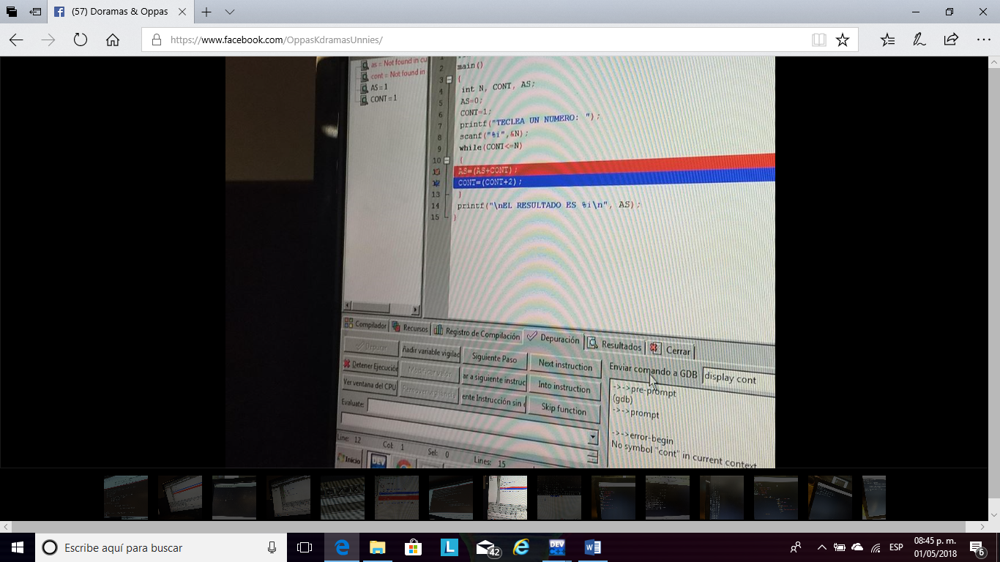 (57) Doramas & Oppas
https://www.facebook.com/OppasKdramasUnnies/
as = Not found in cu
cont = Not found in
AS = 1
CONT = 1
1
2 main()
3 {
4 int N, CONT, AS;
5 AS=0;
6 CONT=1;
7 printf("TECLEA UN NUMERO: ");
8 scanf("%i",&N);
9 while(CONT<=N)
10 {
AS=(AS+CONT);
12 CONT=(CONT+2);
13 }
14 printf("\nEL RESULTADO ES %i\n", AS);
15 }
Compilador Recursos Registro de Compilación Depuración Resultados Cerrar
Depurar Añadir variable vigilad Siguiente Paso Next instruction Enviar comando a GDB display cont
Detener Ejecución Modificar valor ar a siguiente instruc Into instruction
Ver ventana del CPU Remover vigilancia ente Instrucción sin Skip function
Evaluate:
->->pre-prompt
(gdb)
->->prompt
->->error-begin
No symbol "cont" in current context
Line: 12 Col: 1 Sel: 0 Lines: 15
Inicio DEV
Escribe aquí para buscar
L
42
DEV
ESP
08:45 p. m.
01/05/2018
6